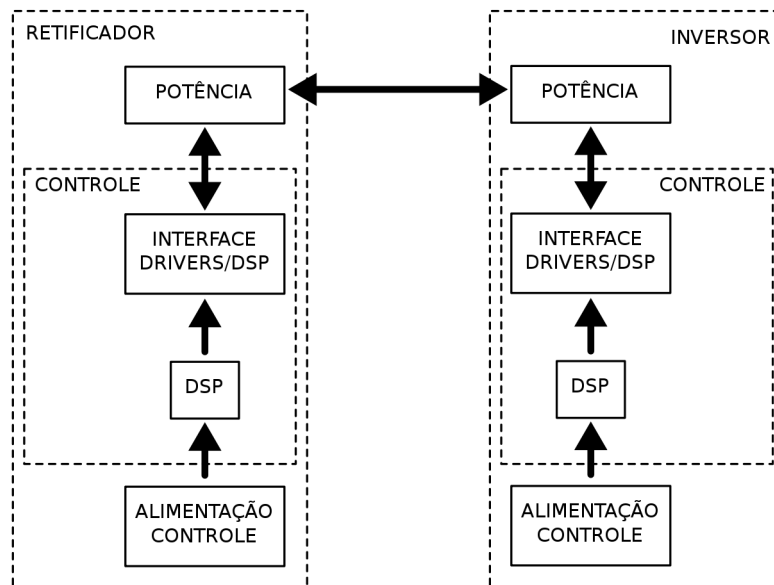 RETIFICADOR
POTÊNCIA
CONTROLE
INTERFACE
DRIVERS/DSP
DSP
ALIMENTAÇÃO
CONTROLE
INVERSOR
POTÊNCIA
CONTROLE
INTERFACE
DRIVERS/DSP
DSP
ALIMENTAÇÃO
CONTROLE